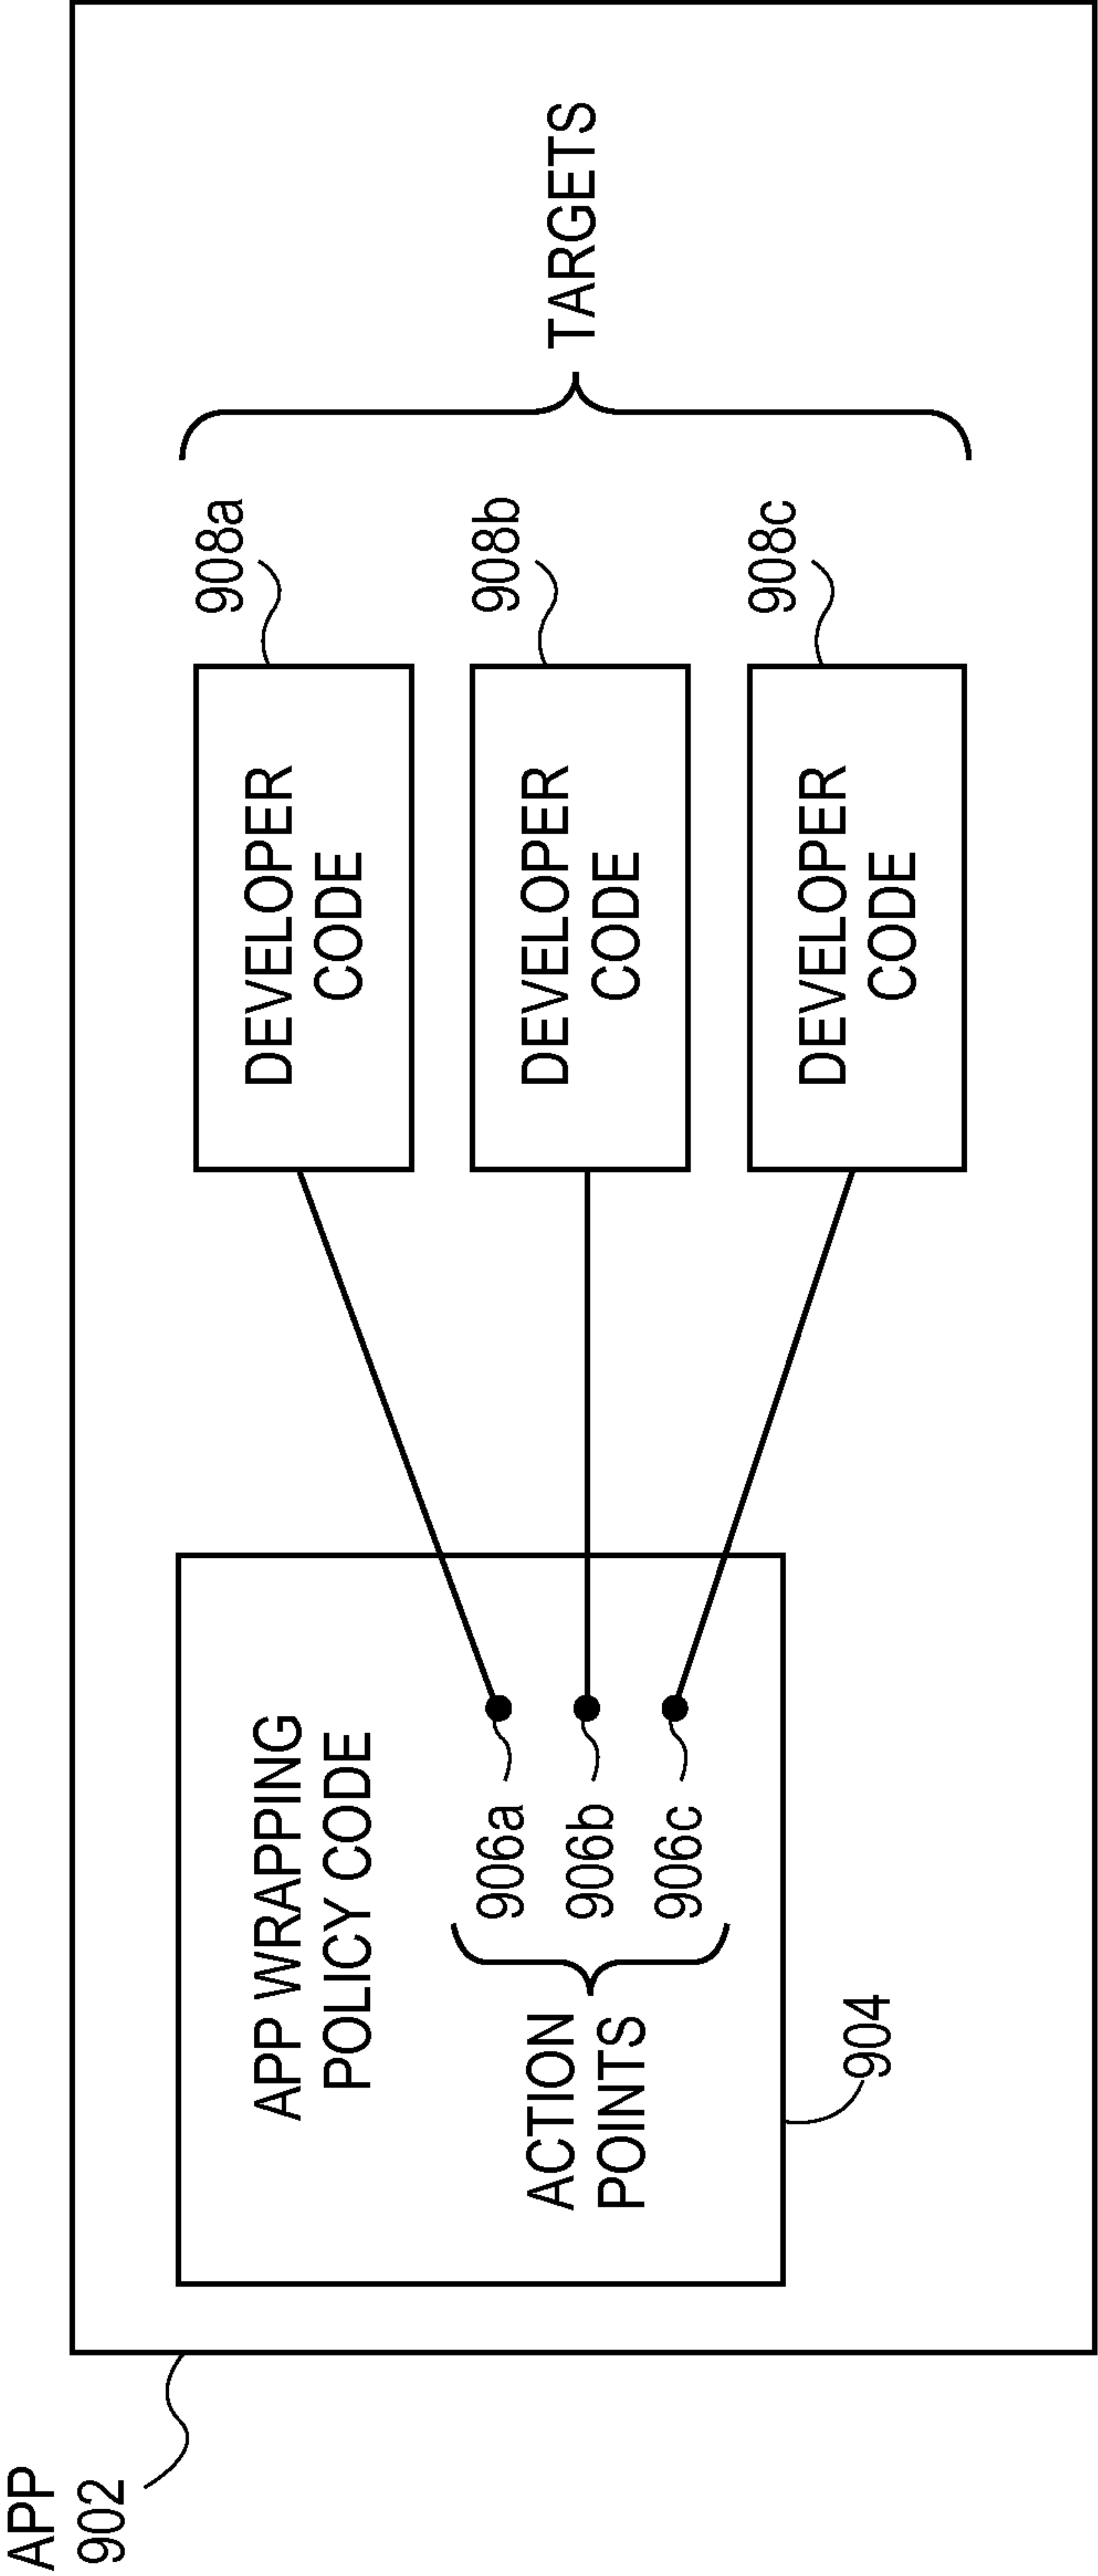 APP
902
APP WRAPPING
POLICY CODE
ACTION
POINTS
906a
906b
906c
904
DEVELOPER
CODE
908a
DEVELOPER
CODE
908b
DEVELOPER
CODE
908c
TARGETS